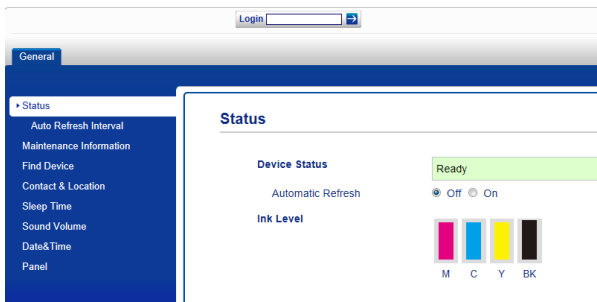 Login
General
Status
Auto Refresh Interval
Maintenance Information
Find Device
Contact & Location
Sleep Time
Sound Volume
Date&Time
Panel
Status
Device Status Ready
Automatic Refresh Off On
Ink Level
M C Y BK